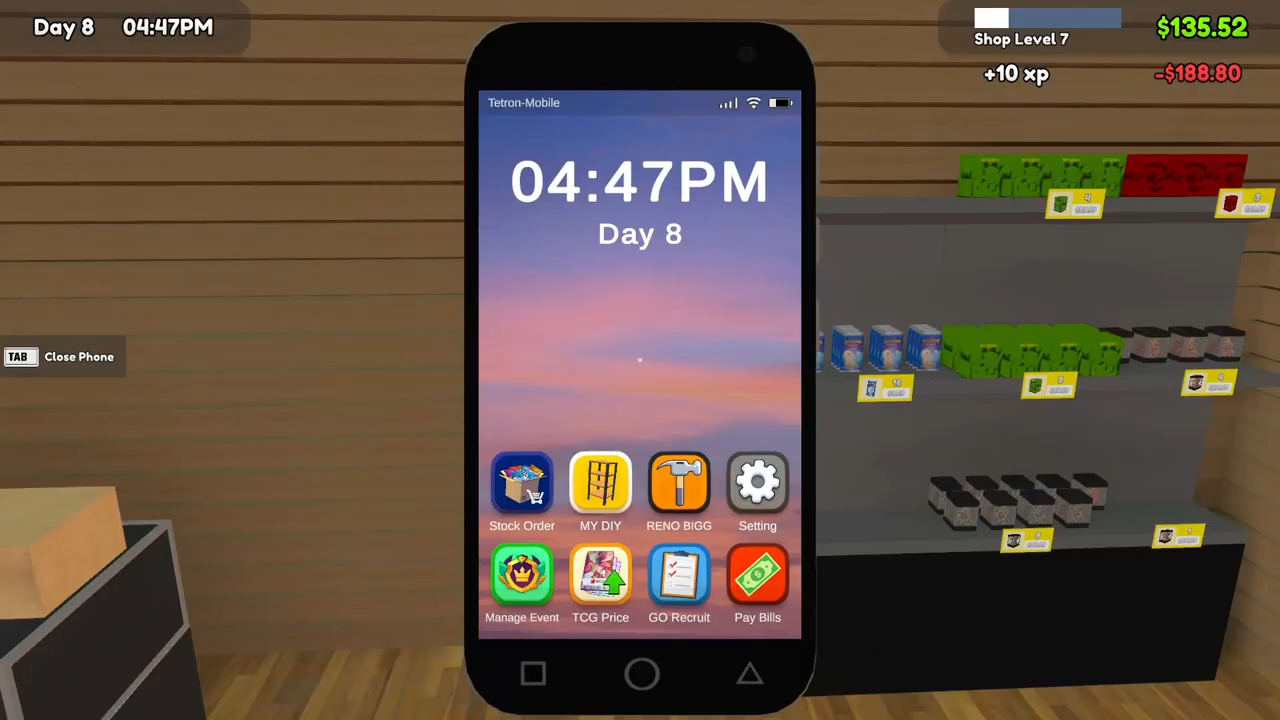 Day 8 04:47PM
Shop Level 7
$135.52
+10 xp
-$188.80
Tetron-Mobile
04:47PM
Day 8
TAB Close Phone
Stock Order
MY DIY
RENO BIGG
Setting
Manage Event
TCG Price
GO Recruit
Pay Bills